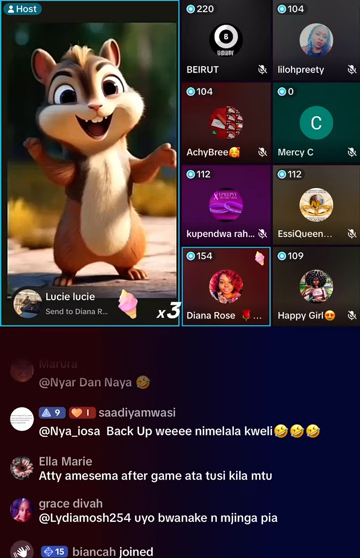 Host
220
BEIRUT
104
lilohpreety
104
AchyBree🥰
0
C
Mercy C
112
kupendwa rah...
112
EssiQueen...
Lucie lucie
Send to Diana R...
x3
154
Diana Rose 🌹...
109
Happy Girl😍
Marura
@Nyar Dan Naya 🤣
9 1 saadiyamwasi
@Nya_iosa Back Up weeee nimelala kweli🤣🤣🤣
Ella Marie
Atty amesema after game ata tusi kila mtu
grace divah
@Lydiamosh254 uyo bwanake n mjinga pia
15 biancah joined